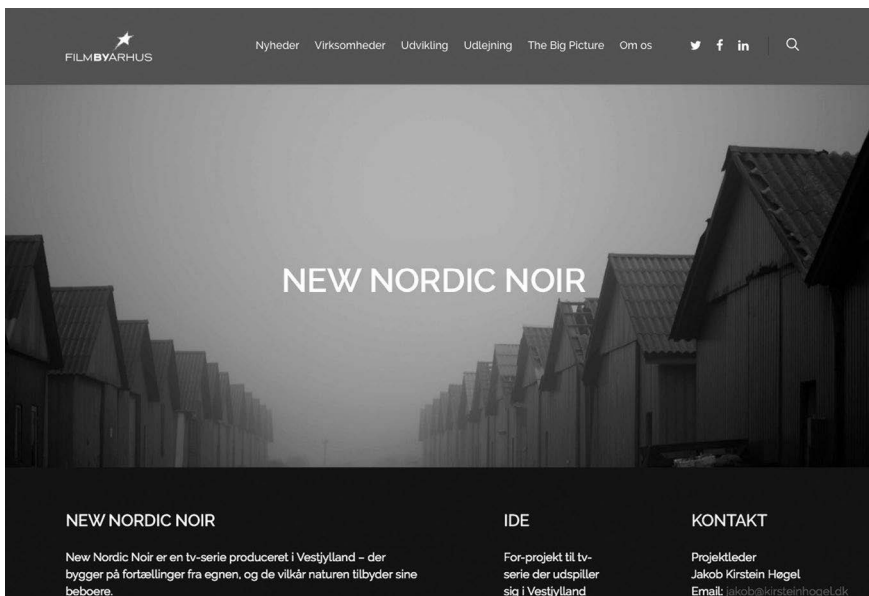 FILMBYAARHUS
Nyheder Virksomheder Udvikling Udlejning The Big Picture Om os
NEW NORDIC NOIR
NEW NORDIC NOIR
New Nordic Noir er en tv-serie produceret i Vestjylland – der
bygger på fortællinger fra egnen, og de vilkår naturen tilbyder sine
beboere.
IDE
For-projekt til tv-
serie der udspiller
sig i Vestjylland
KONTAKT
Projektleder
Jakob Kirstein Høgel
Email: jakob@kirsteinhogel.dk